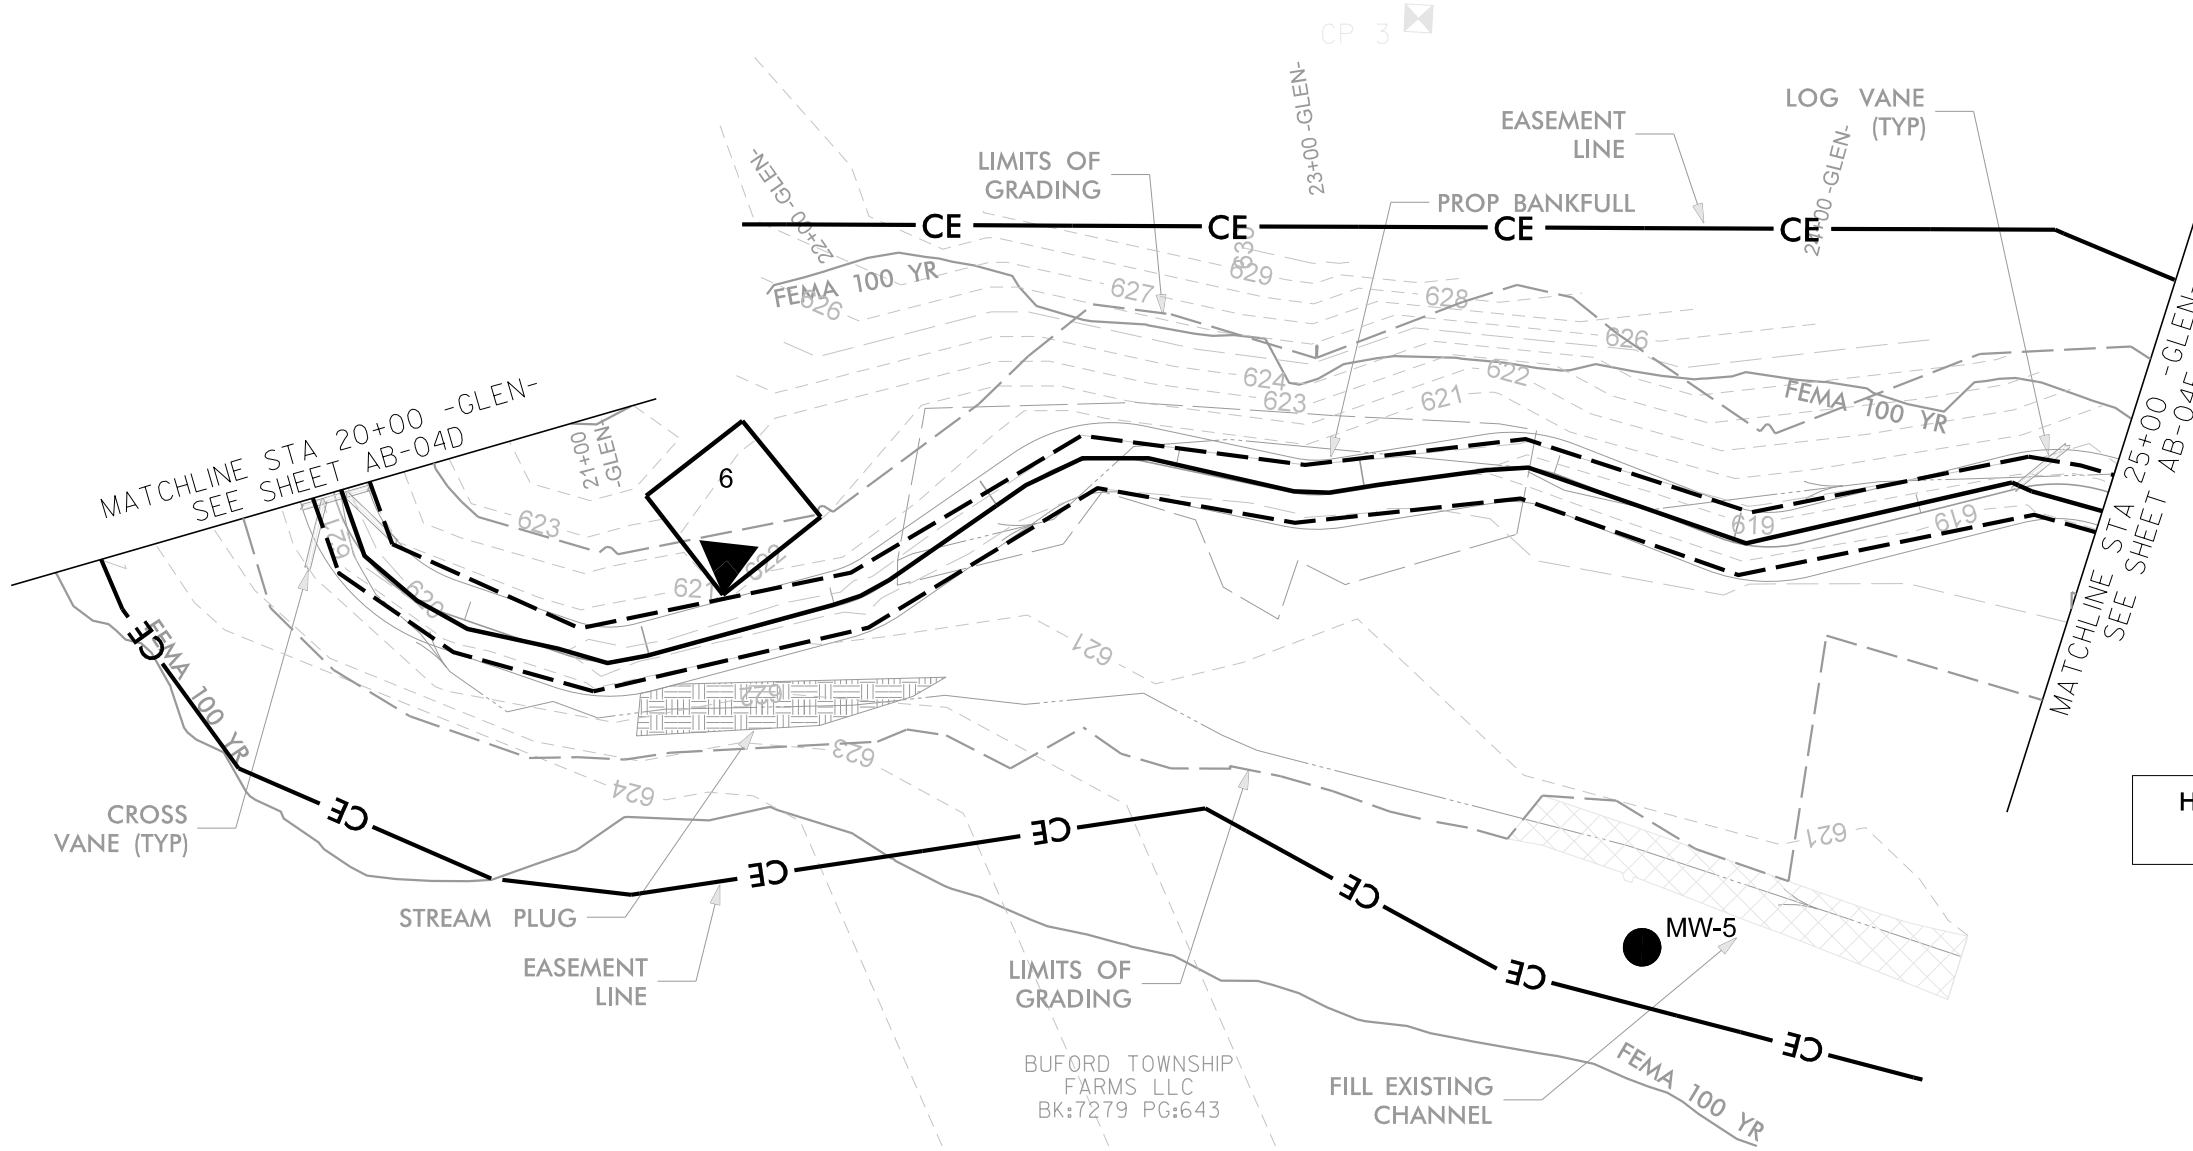 CP 3
23+00 -GLEN-
LOG VANE
(TYP)
EASEMENT
LINE
24+00 -GLEN-
LIMITS OF
GRADING
22+00 -GLEN-
PROP BANKFULL
CE
CE
CE
CE
630
629
FEMA 100 YR
627
628
626
626
624
623
622
621
FEMA 100 YR
MATCHLINE STA 20+00 -GLEN-
SEE SHEET AB-04D
21+00
-GLEN-
6
623
621
622
621
620
619
619
MATCHLINE STA 25+00 -GLEN-
SEE SHEET AB-04F
CE
FEMA 100 YR
621
622
623
624
H
CROSS
VANE (TYP)
CE
CE
CE
621
CE
STREAM PLUG
MW-5
EASEMENT
LINE
LIMITS OF
GRADING
CE
CE
BUFORD TOWNSHIP
FARMS LLC
BK:7279 PG:643
FILL EXISTING
CHANNEL
FEMA 100 YR